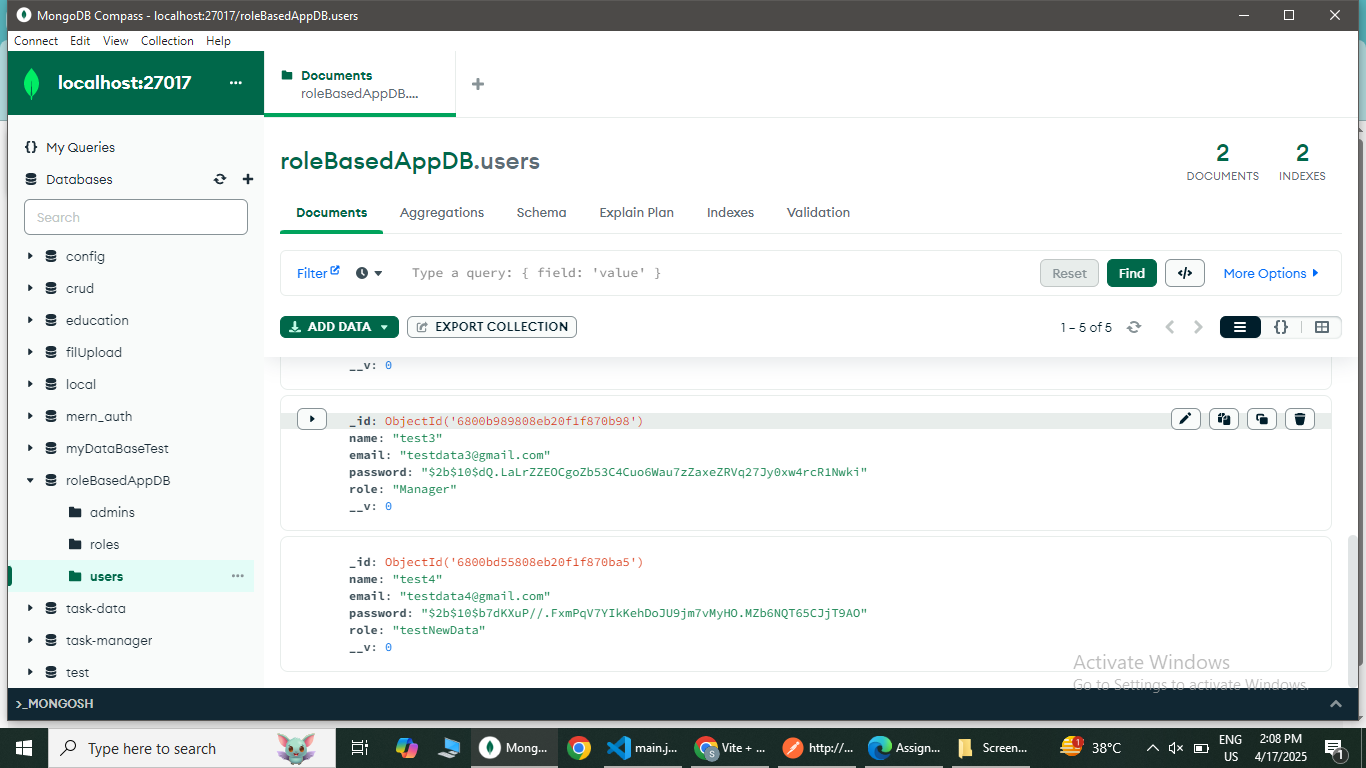 MongoDB Compass - localhost:27017/roleBasedAppDB.users
Connect Edit View Collection Help
localhost:27017 ...
Documents
roleBasedAppDB....
{} My Queries
Databases
Search
config
crud
education
filUpload
local
mern_auth
myDataBaseTest
roleBasedAppDB
admins
roles
users
task-data
task-manager
test
roleBasedAppDB.users
2 DOCUMENTS
2 INDEXES
Documents Aggregations Schema Explain Plan Indexes Validation
Filter Type a query: { field: 'value' } Reset Find </> More Options
ADD DATA EXPORT COLLECTION 1 – 5 of 5 {}
__v: 0
_id: ObjectId('6800b989808eb20f1f870b98')
name: "test3"
email: "testdata3@gmail.com"
password: "$2b$10$dQ.LaLrZZEOCgoZb53C4Cuo6Wau7zZaxeZRVq27Jy0xw4rcR1Nwki"
role: "Manager"
__v: 0
_id: ObjectId('6800bd55808eb20f1f870ba5')
name: "test4"
email: "testdata4@gmail.com"
password: "$2b$10$b7dKXuP//.FxmPqV7YIkKehDoJU9jm7vMyHO.MZb6NQT65CJjT9AO"
role: "testNewData"
__v: 0
Activate Windows
Go to Settings to activate Windows.
>_MONGOSH
Type here to search
Mong...
main.j...
Vite + ...
http:/...
Assign...
Screen...
1
38°C
ENG
US
2:08 PM
4/17/2025
1